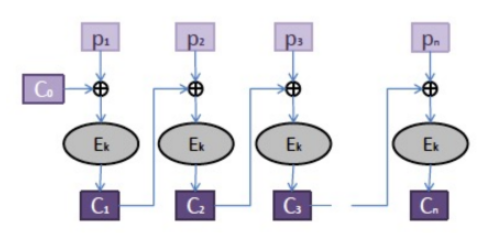 p₁ p₂ p₃ pₙ
C₀
Eₖ Eₖ Eₖ Eₖ
C₁ C₂ C₃ Cₙ